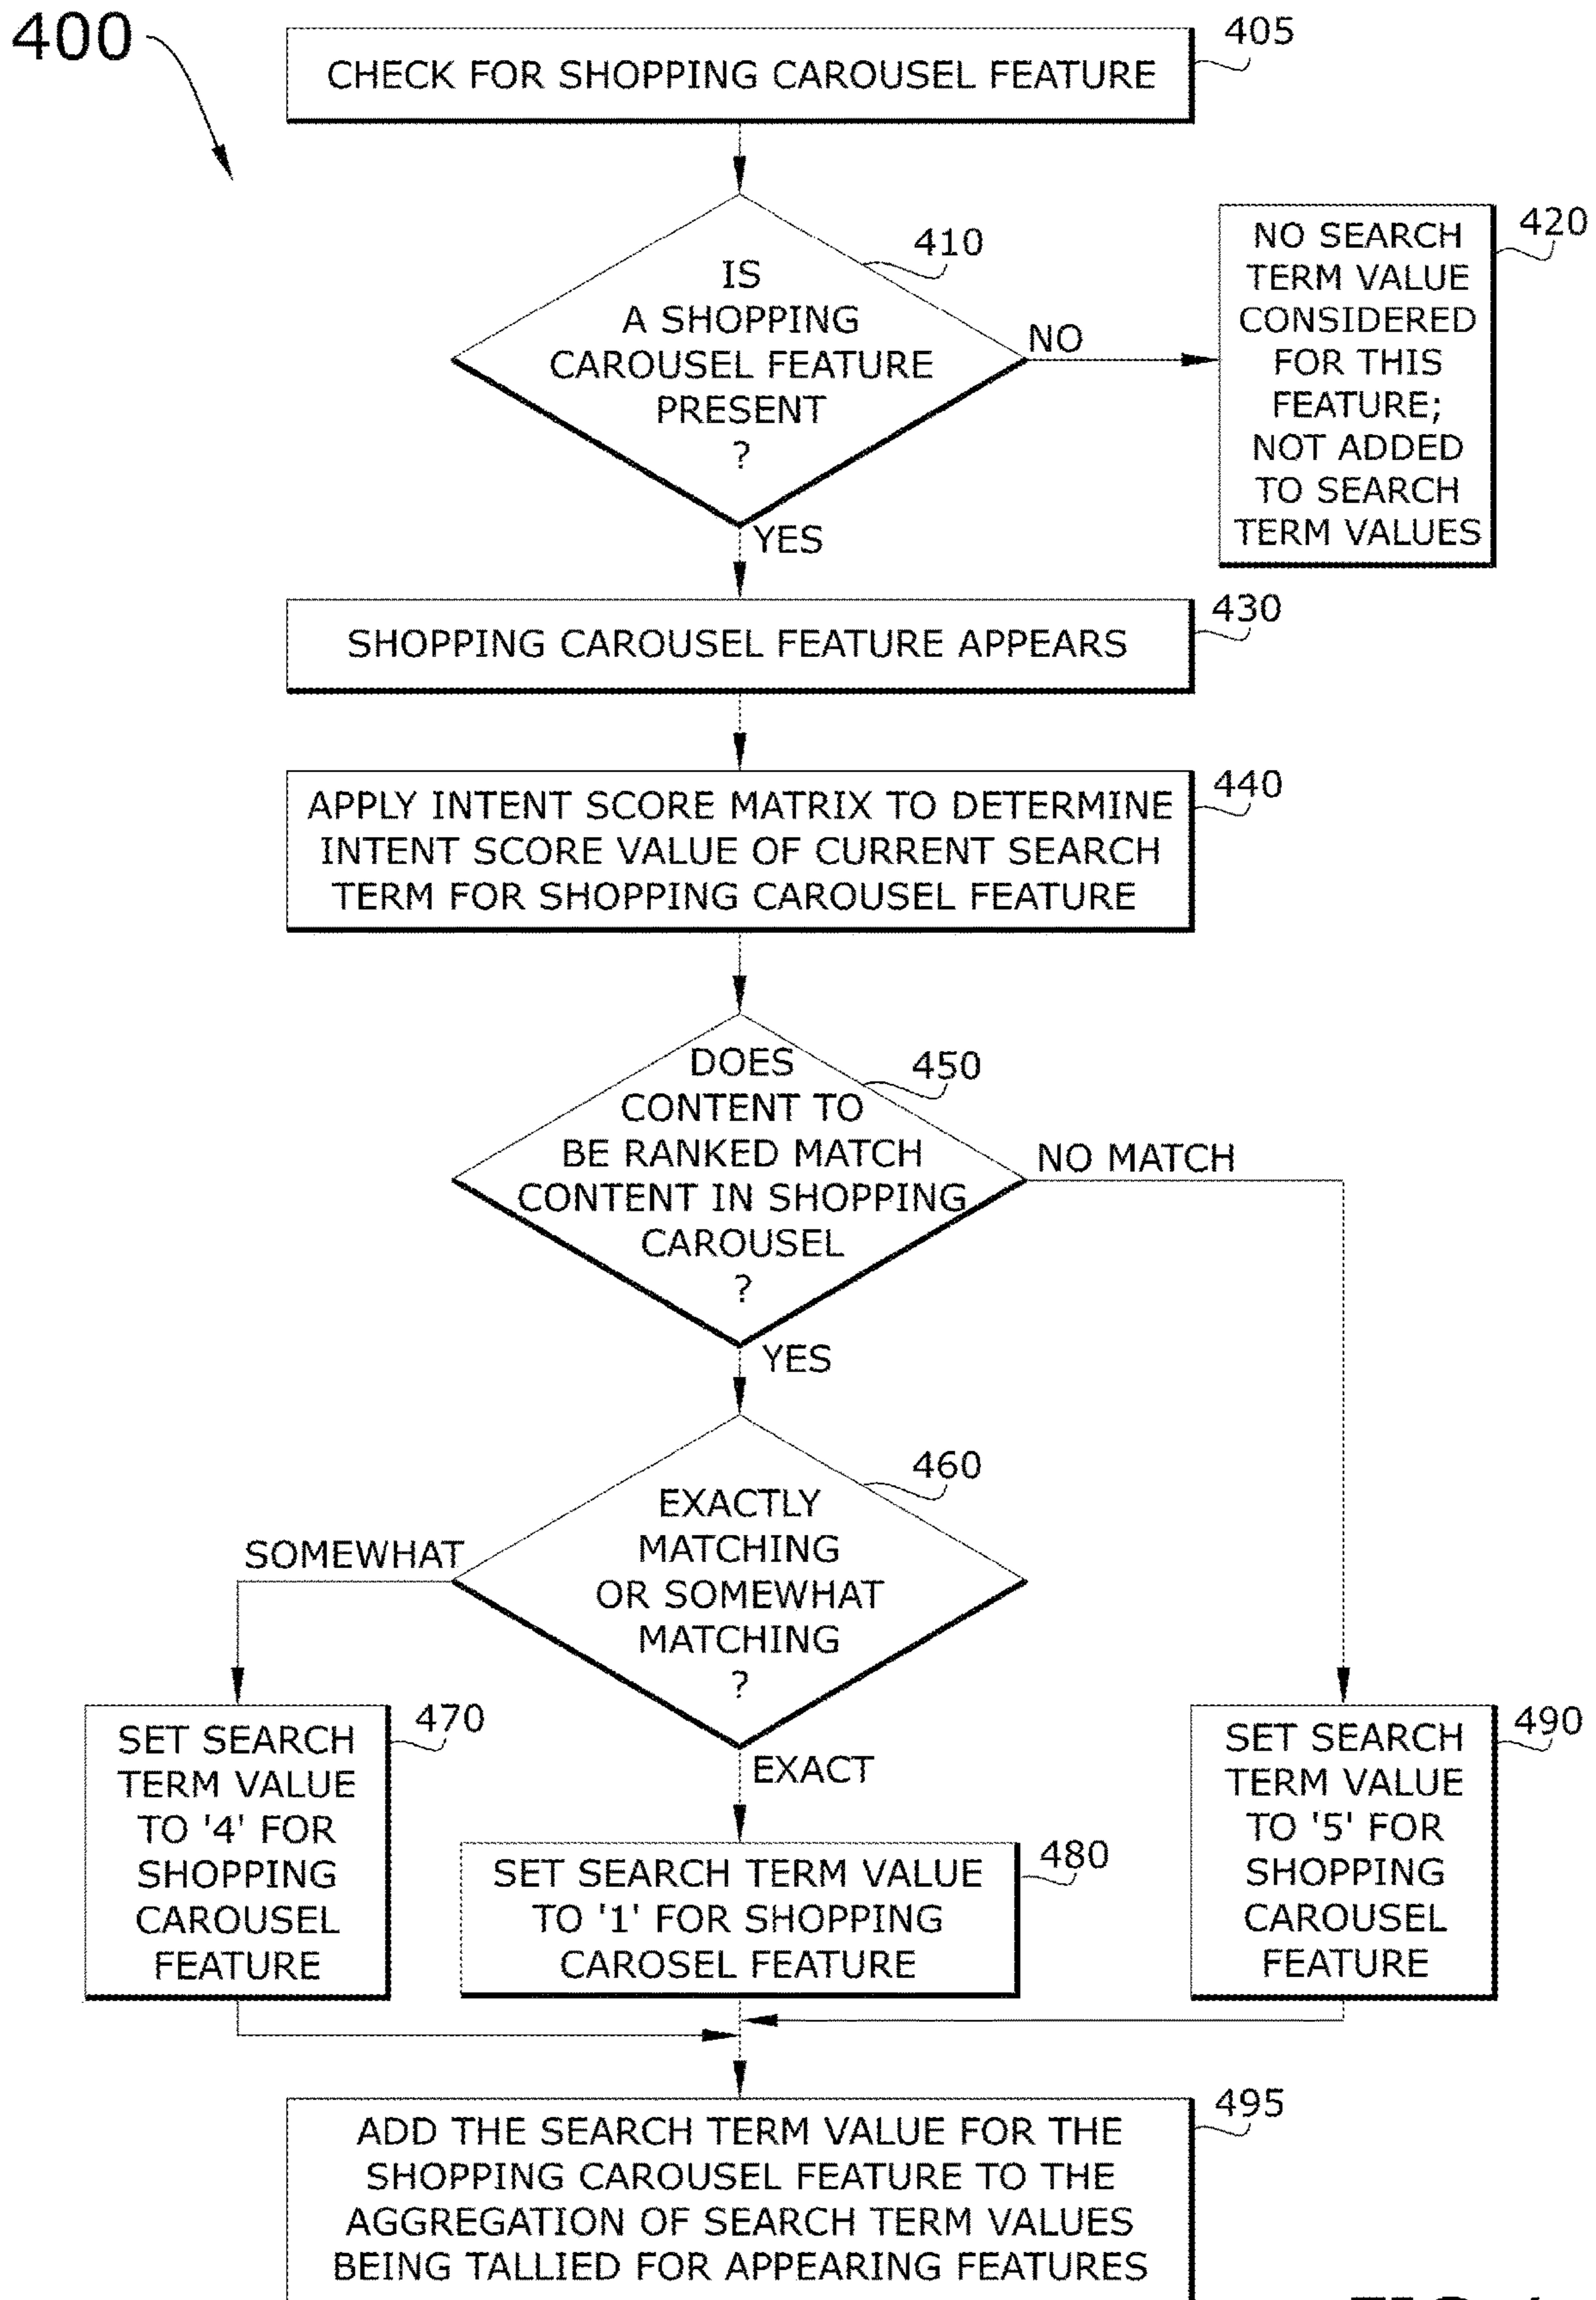 400
CHECK FOR SHOPPING CAROUSEL FEATURE
405
IS
A SHOPPING
CAROUSEL FEATURE
PRESENT
?
410
NO
NO SEARCH
TERM VALUE
CONSIDERED
FOR THIS
FEATURE;
NOT ADDED
TO SEARCH
TERM VALUES
420
YES
SHOPPING CAROUSEL FEATURE APPEARS
430
APPLY INTENT SCORE MATRIX TO DETERMINE
INTENT SCORE VALUE OF CURRENT SEARCH
TERM FOR SHOPPING CAROUSEL FEATURE
440
DOES
CONTENT TO
BE RANKED MATCH
CONTENT IN SHOPPING
CAROUSEL
?
450
NO MATCH
YES
EXACTLY
MATCHING
OR SOMEWHAT
MATCHING
?
460
SOMEWHAT
EXACT
SET SEARCH
TERM VALUE
TO '4' FOR
SHOPPING
CAROUSEL
FEATURE
470
SET SEARCH TERM VALUE
TO '1' FOR SHOPPING
CAROSEL FEATURE
480
SET SEARCH
TERM VALUE
TO '5' FOR
SHOPPING
CAROUSEL
FEATURE
490
ADD THE SEARCH TERM VALUE FOR THE
SHOPPING CAROUSEL FEATURE TO THE
AGGREGATION OF SEARCH TERM VALUES
BEING TALLIED FOR APPEARING FEATURES
495